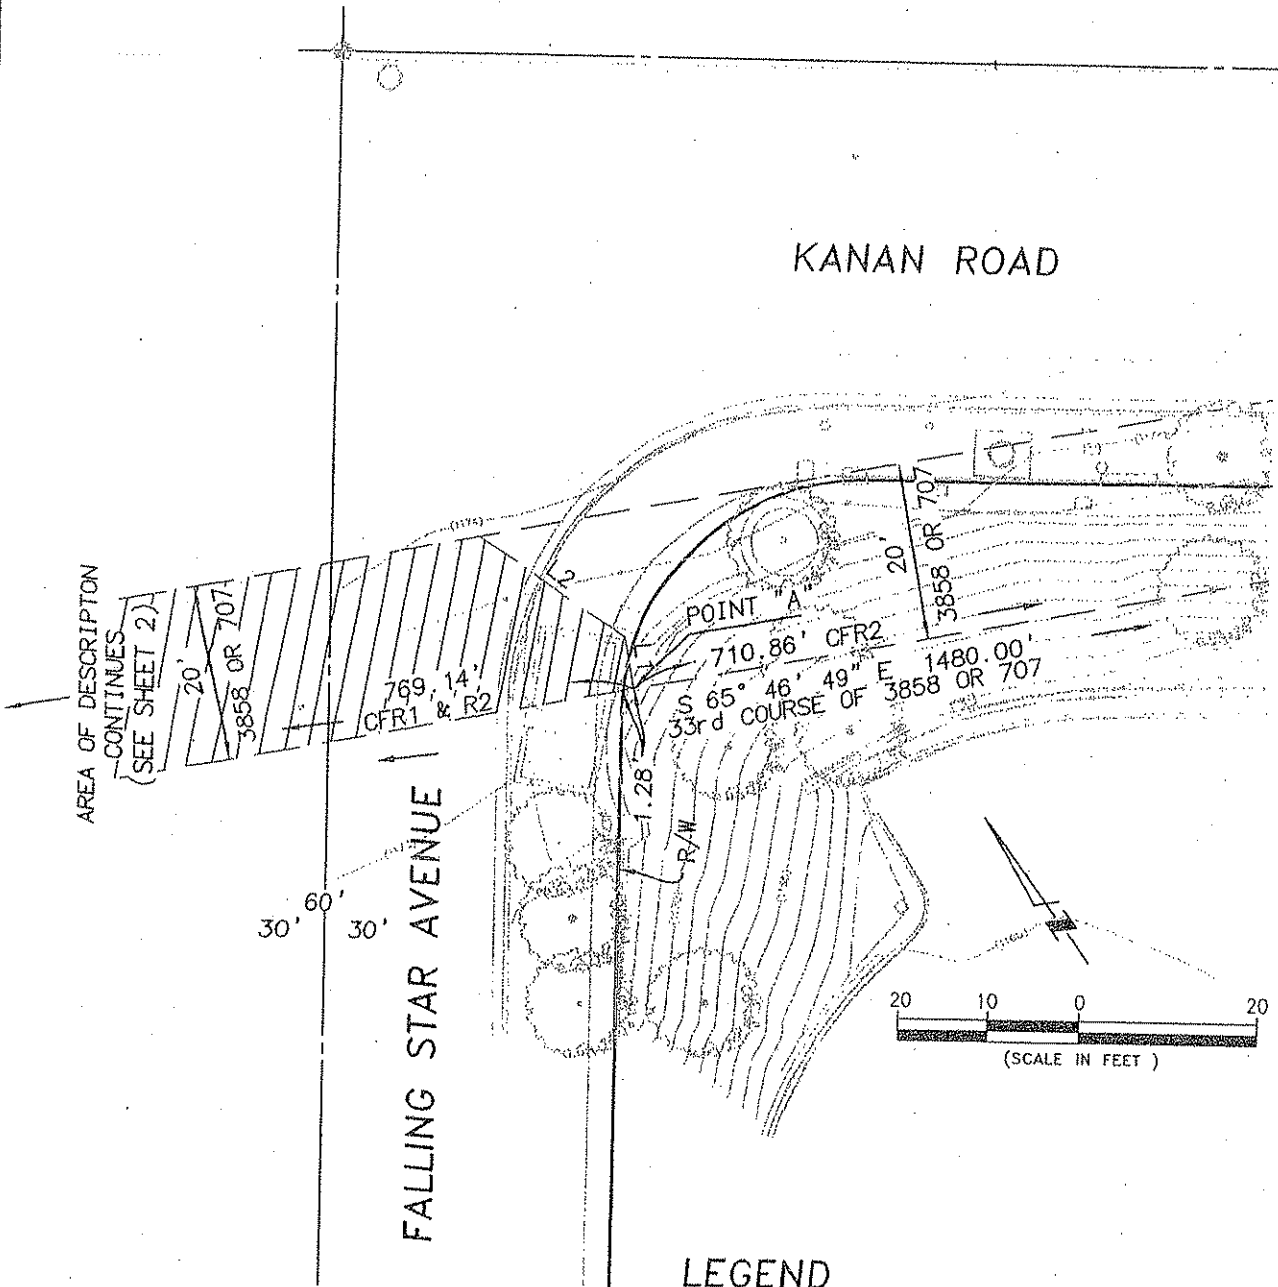 KANAN ROAD
AREA OF DESCRIPTON
CONTINUES
(SEE SHEET 2)
20'
3858 OR 707
769.14'
CFR1 & R2
2
1
POINT "A"
710.86' CFR2
S 65° 46' 49" E 1480.00'
33rd COURSE OF 3858 OR 707
20'
3858 OR 707
1.28'
R/W
60'
30' 30'
FALLING STAR AVENUE
20 10 0 20
(SCALE IN FEET )
LEGEND